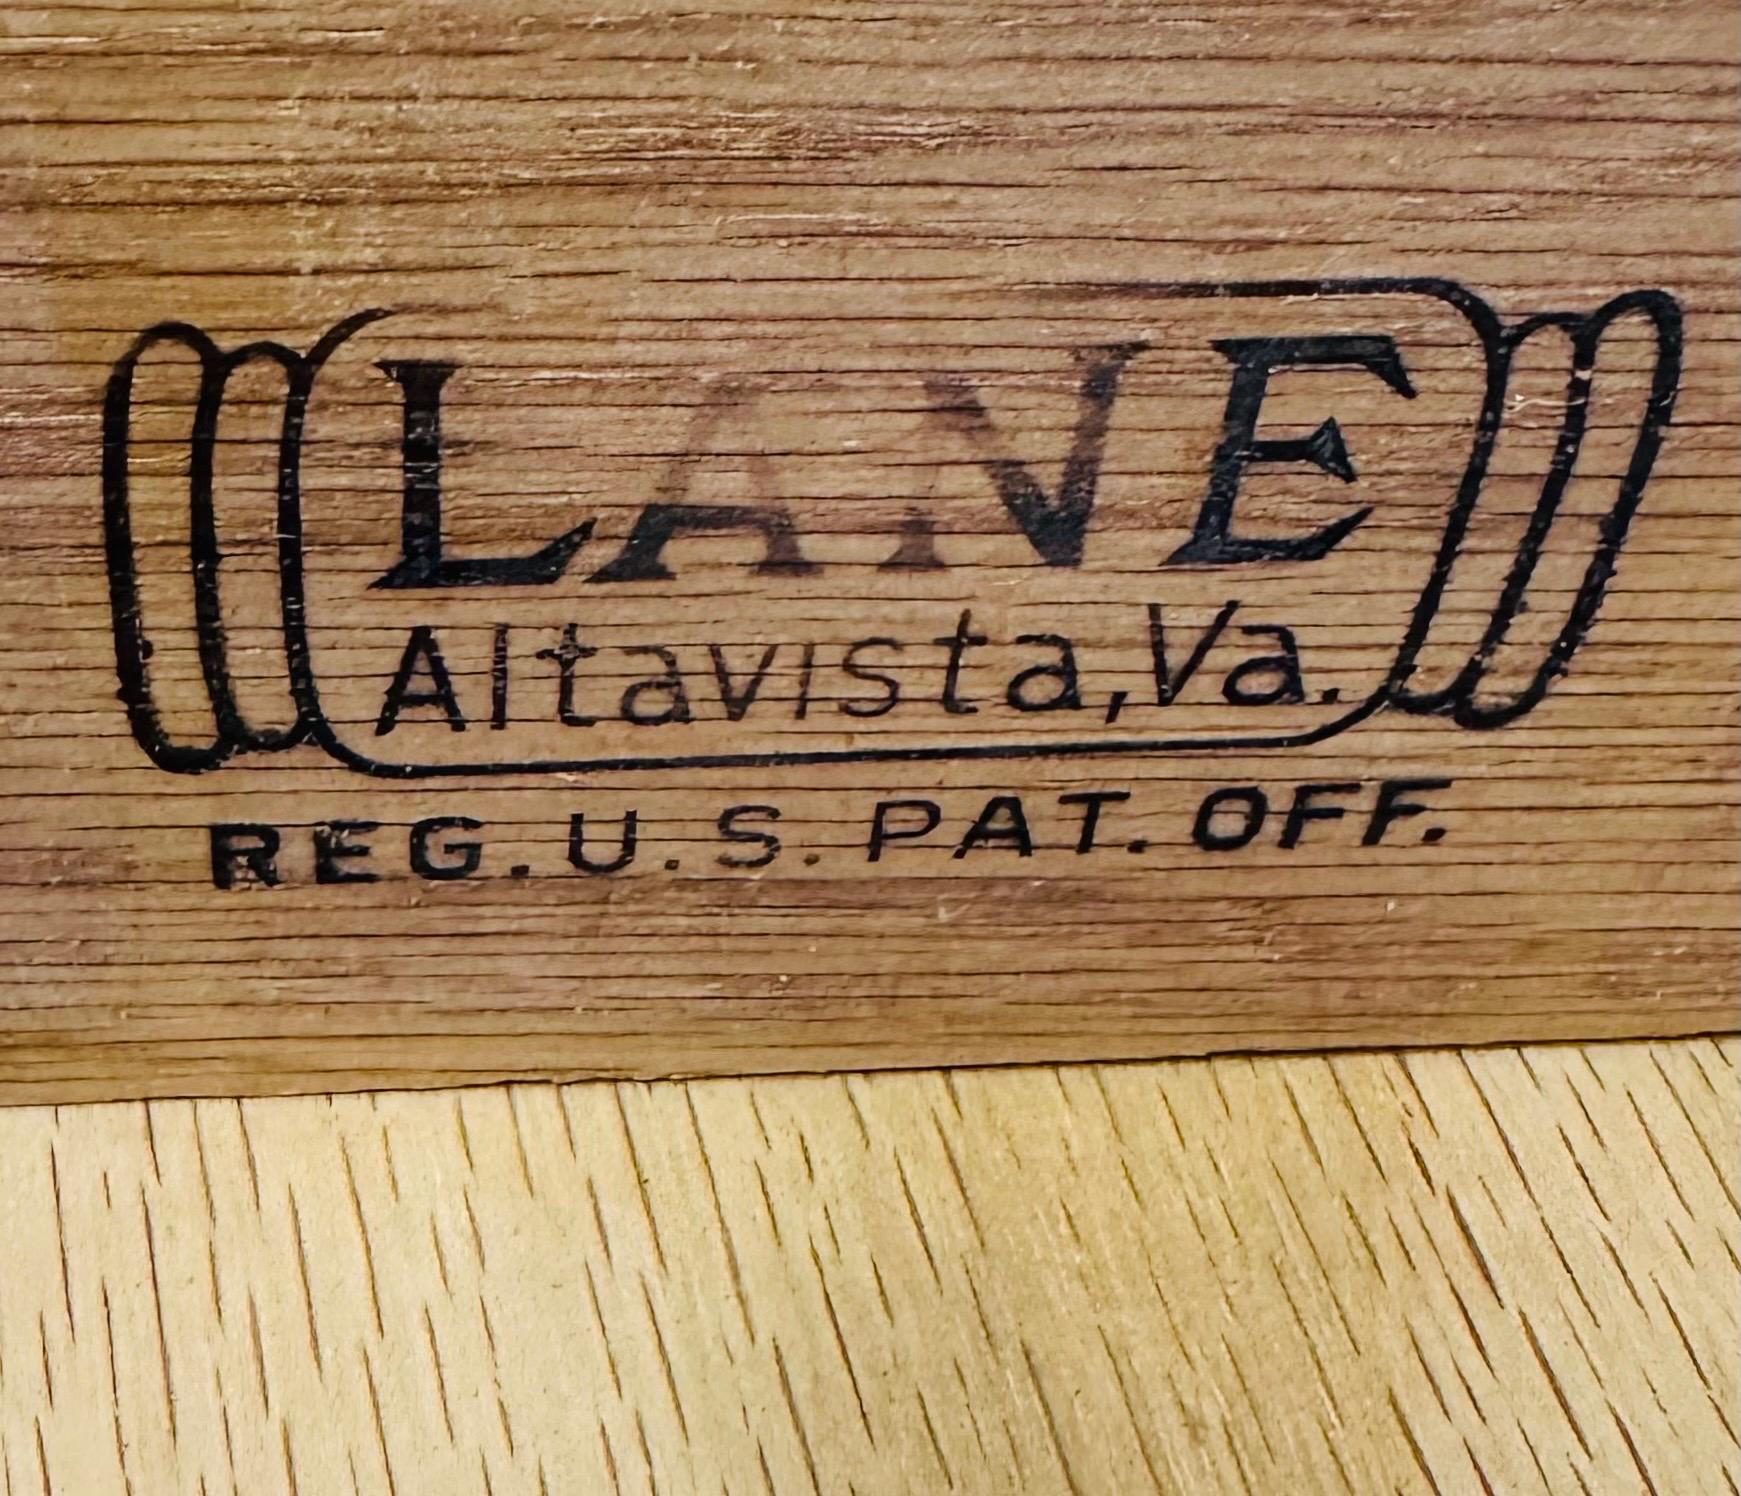 LANE
Altavista, Va.
REG. U.S. PAT. OFF.